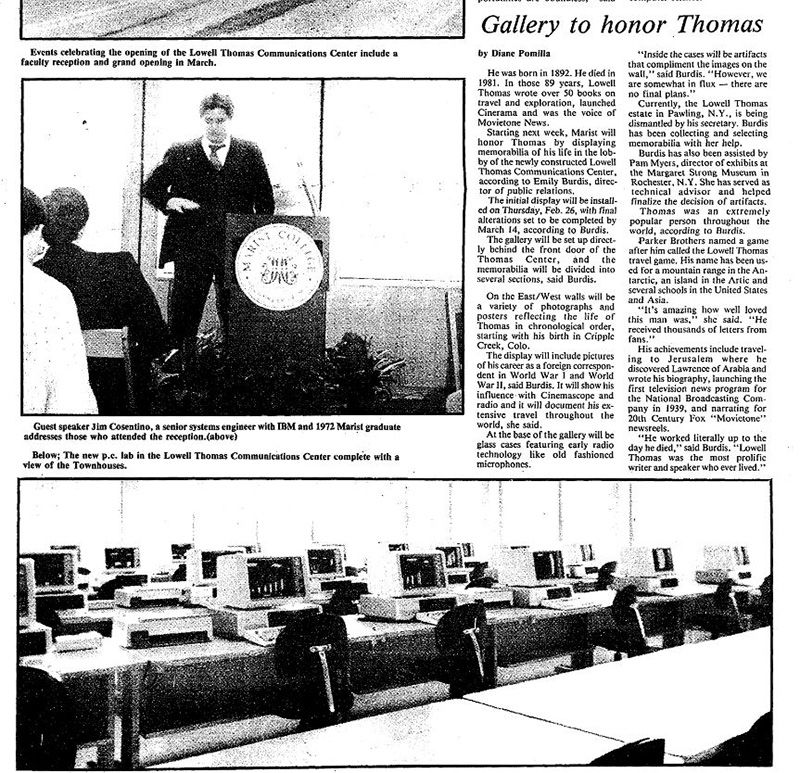 Events celebrating the opening of the Lowell Thomas Communications Center include a
faculty reception and grand opening in March.
MARIST COLLEGE
Guest speaker Jim Cosentino, a senior systems engineer with IBM and 1972 Marist graduate
addresses those who attended the reception.(above)
Below; The new p.c. lab in the Lowell Thomas Communications Center complete with a
view of the Townhouses.
Gallery to honor Thomas
by Diane Pomilla
He was born in 1892. He died in
1981. In those 89 years, Lowell
Thomas wrote over 50 books on
travel and exploration, launched
Cinerama and was the voice of
Movietone News.
Starting next week, Marist will
honor Thomas by displaying
memorabilia of his life in the lob-
by of the newly constructed Lowell
Thomas Communications Center,
according to Emily Burdis, direc-
tor of public relations.
The initial display will be install-
ed on Thursday, Feb. 26, with final
alterations set to be completed by
March 14, according to Burdis.
The gallery will be set up direct-
ly behind the front door of the
Thomas Center, and the
memorabilia will be divided into
several sections, said Burdis.
On the East/West walls will be
a variety of photographs and
posters reflecting the life of
Thomas in chronological order,
starting with his birth in Cripple
Creek, Colo.
The display will include pictures
of his career as a foreign correspon-
dent in World War I and World
War II, said Burdis. It will show his
influence with Cinemascope and
radio and it will document his ex-
tensive travel throughout the
world, she said.
At the base of the gallery will be
glass cases featuring early radio
technology like old fashioned
microphones.
"Inside the cases will be artifacts
that compliment the images on the
wall," said Burdis. "However, we
are somewhat in flux — there are
no final plans."
Currently, the Lowell Thomas
estate in Pawling, N.Y., is being
dismantled by his secretary. Burdis
has been collecting and selecting
memorabilia with her help.
Burdis has also been assisted by
Pam Myers, director of exhibits at
the Margaret Strong Museum in
Rochester, N.Y. She has served as
technical advisor and helped
finalize the decision of artifacts.
Thomas was an extremely
popular person throughout the
world, according to Burdis.
Parker Brothers named a game
after him called the Lowell Thomas
travel game. His name has been us-
ed for a mountain range in the An-
tarctic, an island in the Artic and
several schools in the United States
and Asia.
"It's amazing how well loved
this man was," she said. "He
received thousands of letters from
fans."
His achievements include travel-
ing to Jerusalem where he
discovered Lawrence of Arabia and
wrote his biography, launching the
first television news program for
the National Broadcasting Com-
pany in 1939, and narrating for
20th Century Fox "Movietone"
newsreels.
"He worked literally up to the
day he died," said Burdis. "Lowell
Thomas was the most prolific
writer and speaker who ever lived."